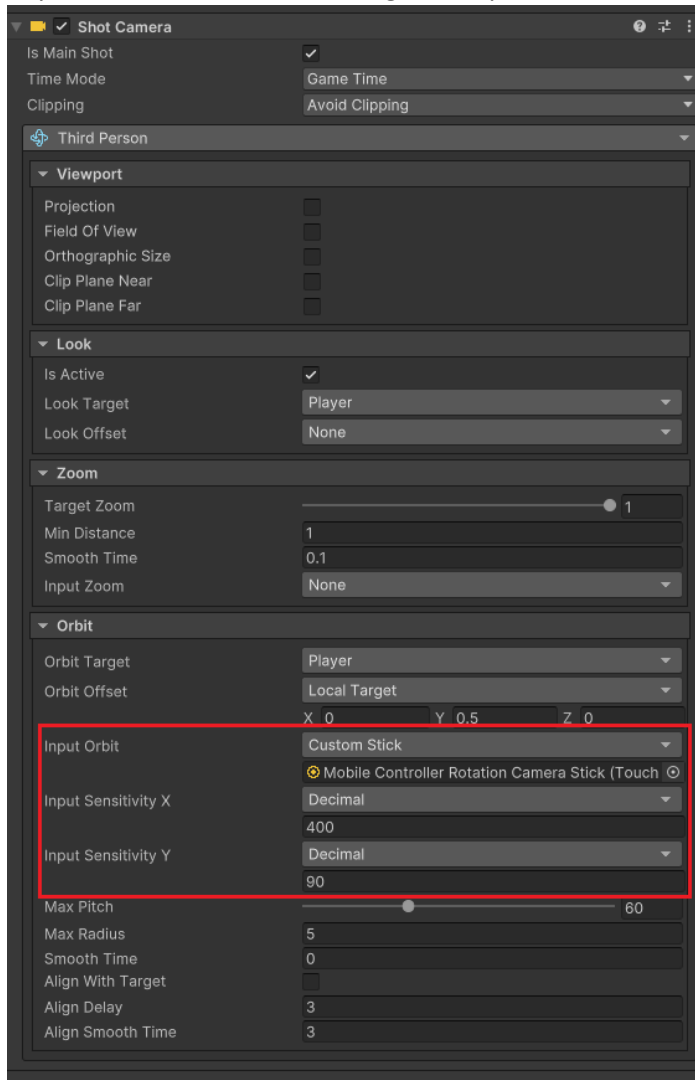 Shot Camera
Is Main Shot
Time Mode Game Time
Clipping Avoid Clipping
Third Person
Viewport
Projection
Field Of View
Orthographic Size
Clip Plane Near
Clip Plane Far
Look
Is Active
Look Target Player
Look Offset None
Zoom
Target Zoom 1
Min Distance 1
Smooth Time 0.1
Input Zoom None
Orbit
Orbit Target Player
Orbit Offset Local Target
X 0 Y 0.5 Z 0
Input Orbit Custom Stick
Mobile Controller Rotation Camera Stick (Touch
Input Sensitivity X Decimal
400
Input Sensitivity Y Decimal
90
Max Pitch 60
Max Radius 5
Smooth Time 0
Align With Target
Align Delay 3
Align Smooth Time 3